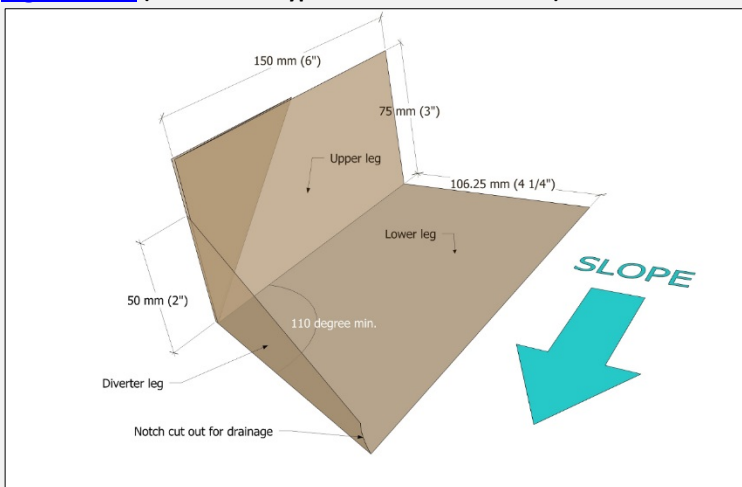 150 mm (6")
75 mm (3")
Upper leg
106.25 mm (4 1/4")
Lower leg
SLOPE
50 mm (2")
110 degree min.
Diverter leg
Notch cut out for drainage